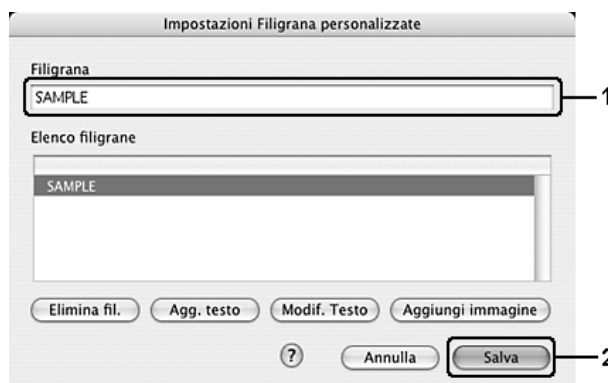 Impostazioni Filigrana personalizzate
Filigrana
SAMPLE
1
Elenco filigrane
SAMPLE
Elimina fil. Agg. testo Modif. Testo Aggiungi immagine
? Annulla Salva
2